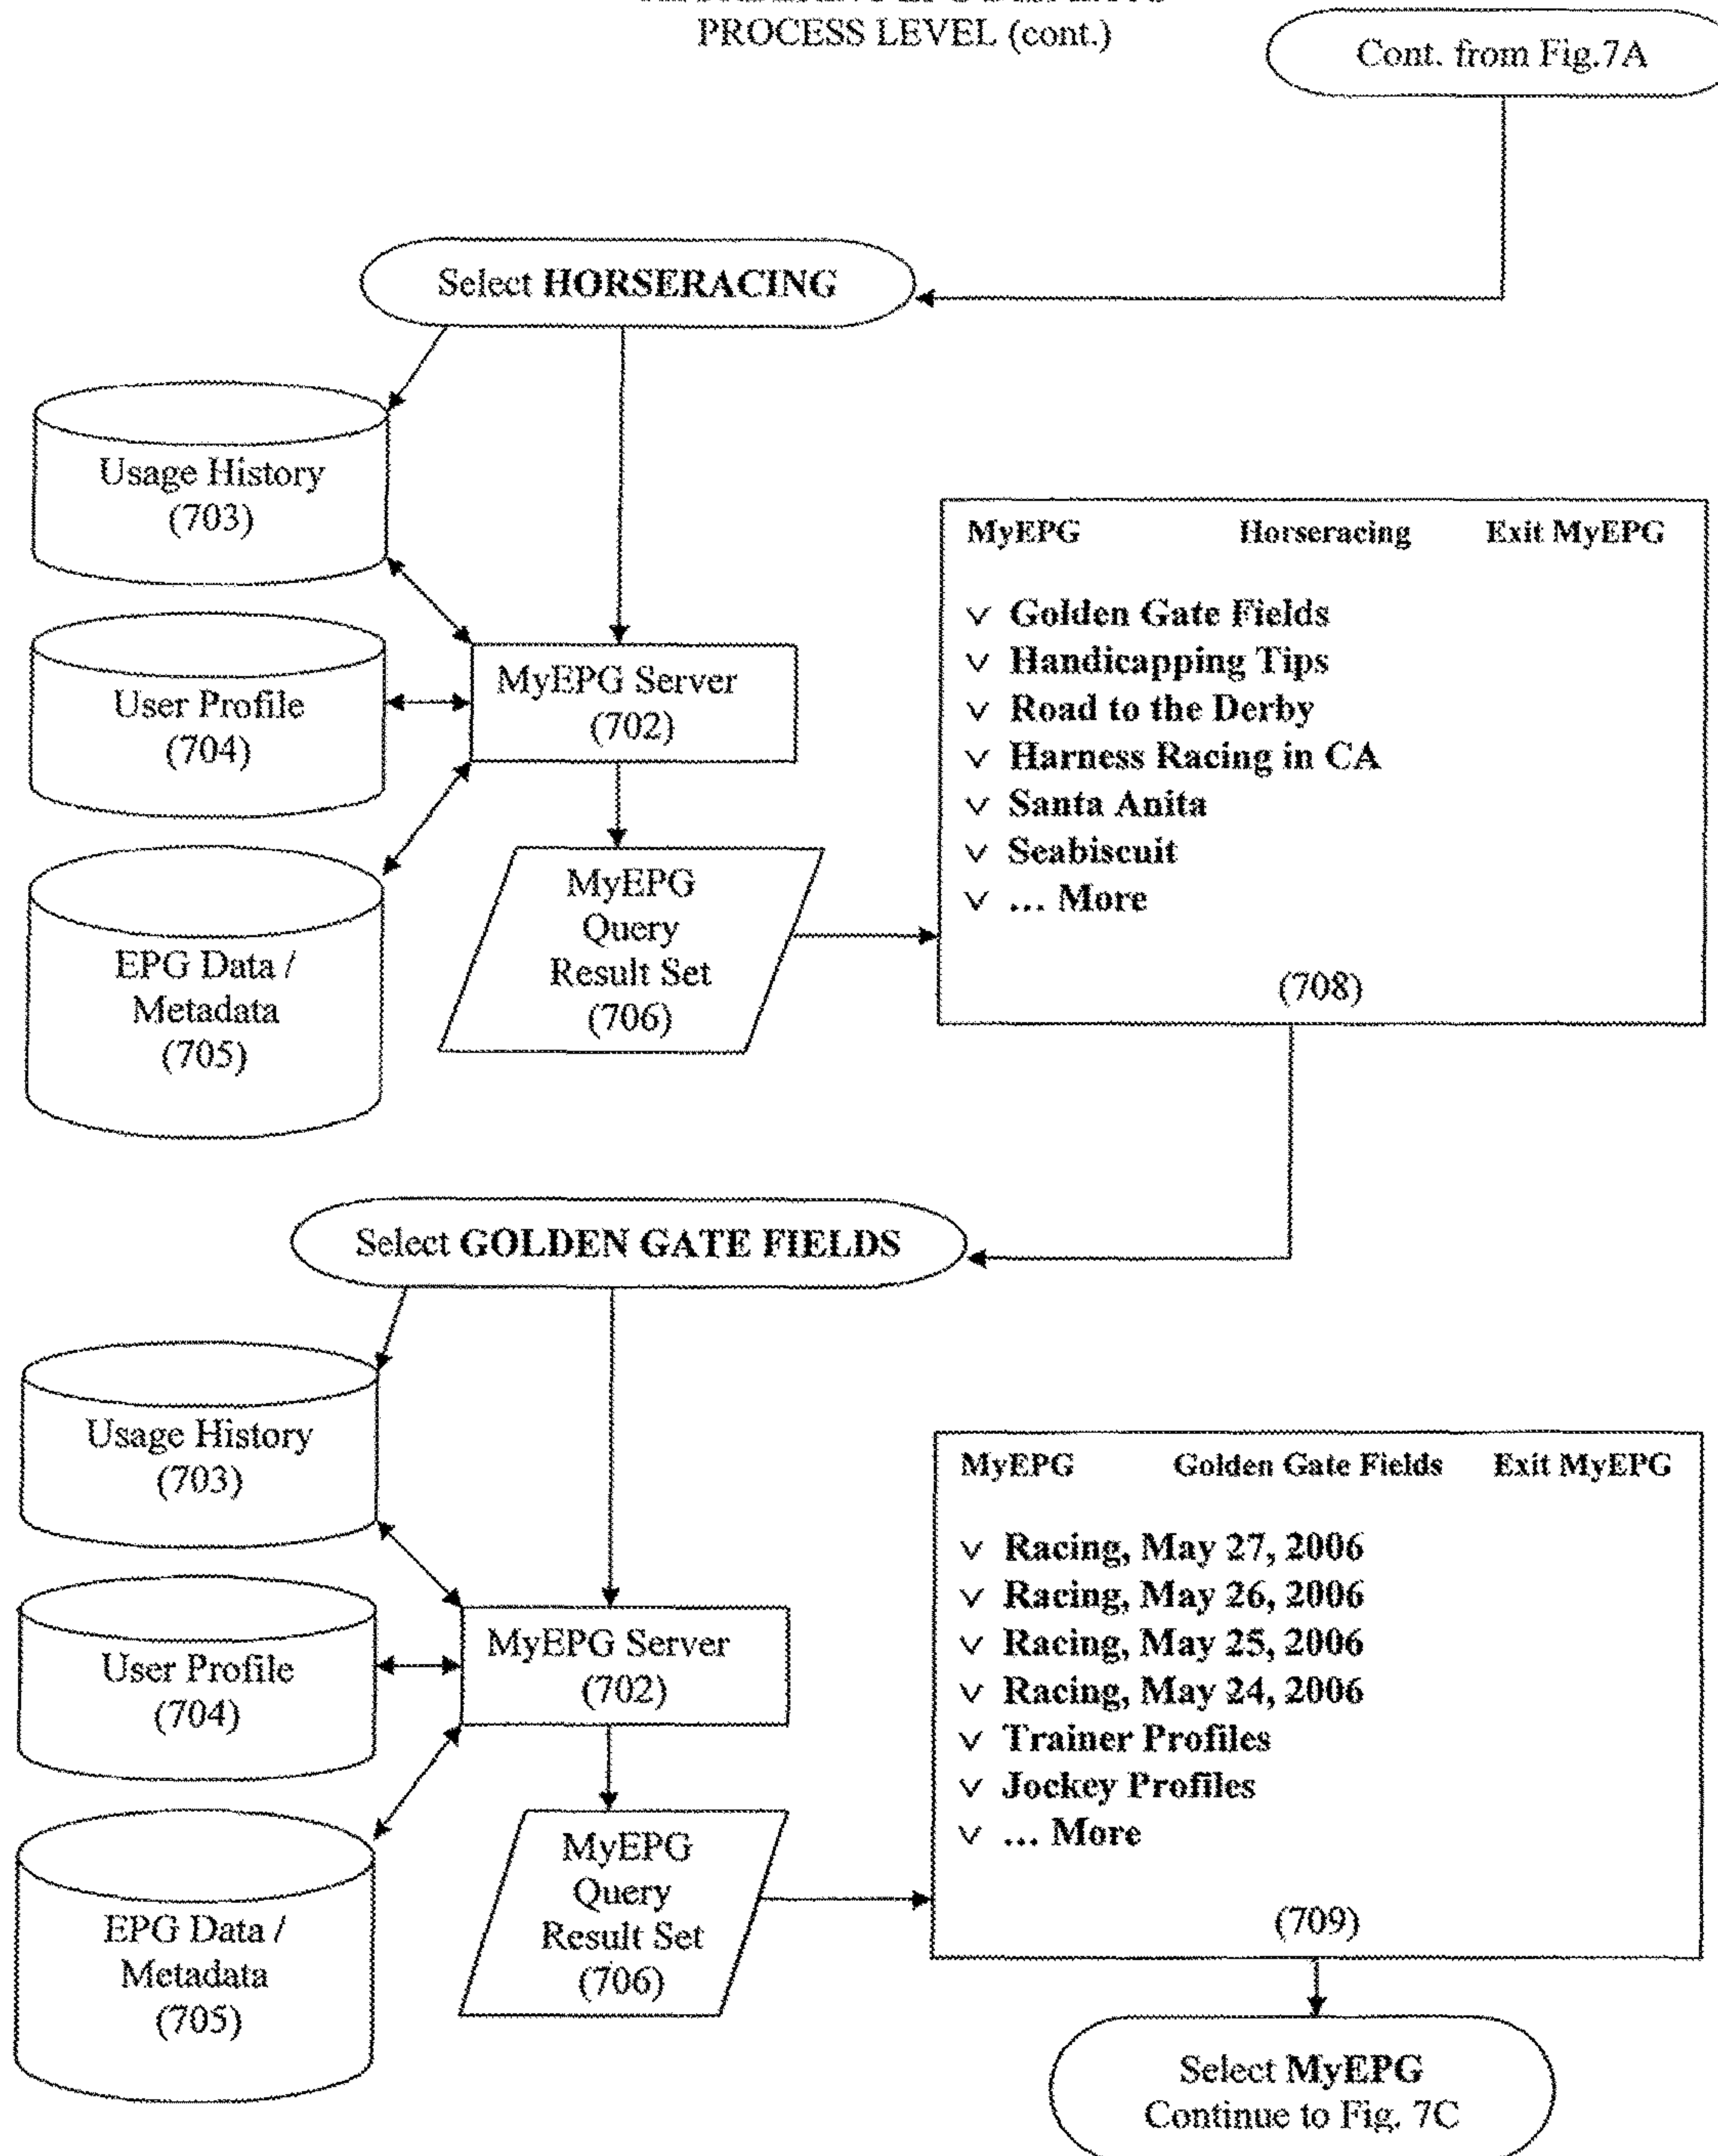 PROCESS LEVEL (cont.)
Cont. from Fig.7A
Select HORSERACING
Usage History
(703)
User Profile
(704)
EPG Data /
Metadata
(705)
MyEPG Server
(702)
MyEPG
Query
Result Set
(706)
MyEPG Horseracing Exit MyEPG
v Golden Gate Fields
v Handicapping Tips
v Road to the Derby
v Harness Racing in CA
v Santa Anita
v Seabiscuit
v ... More
(708)
Select GOLDEN GATE FIELDS
Usage History
(703)
User Profile
(704)
EPG Data /
Metadata
(705)
MyEPG Server
(702)
MyEPG
Query
Result Set
(706)
MyEPG Golden Gate Fields Exit MyEPG
v Racing, May 27, 2006
v Racing, May 26, 2006
v Racing, May 25, 2006
v Racing, May 24, 2006
v Trainer Profiles
v Jockey Profiles
v ... More
(709)
Select MyEPG
Continue to Fig. 7C